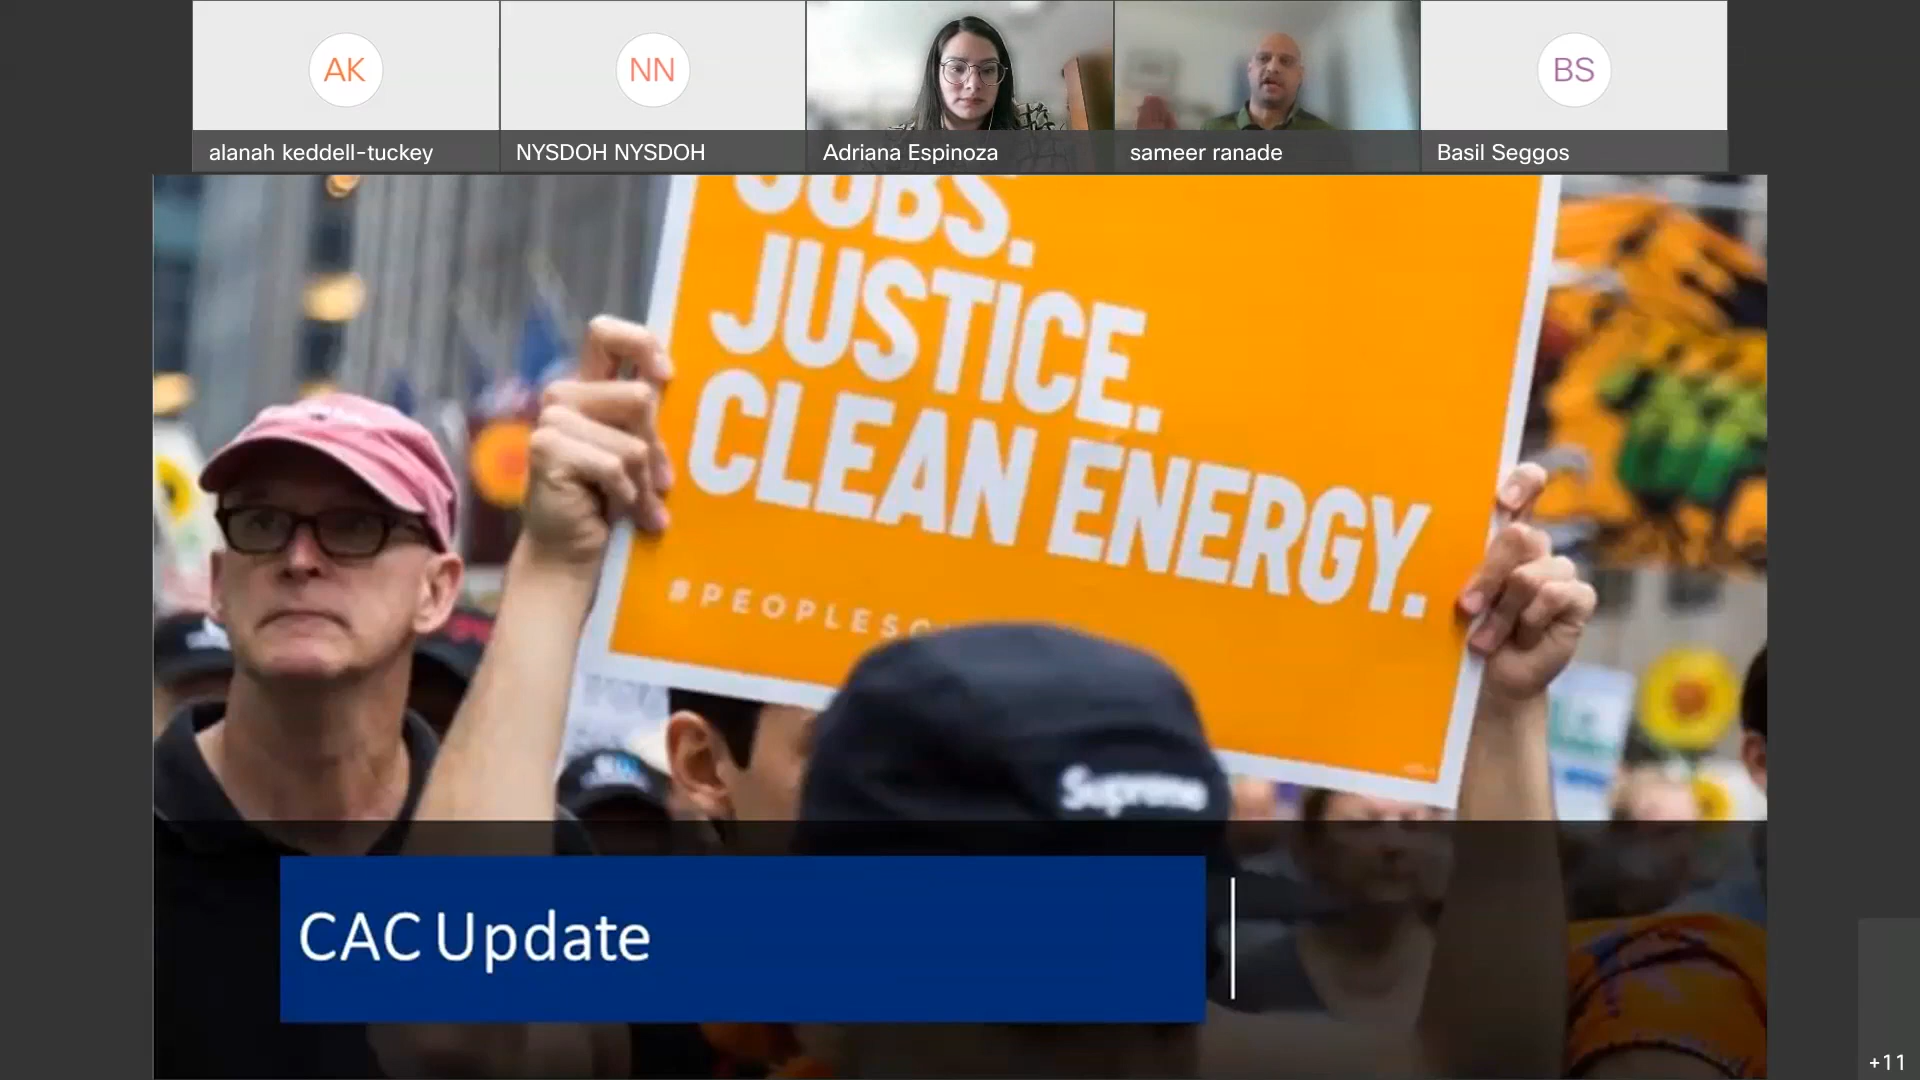 AK
NN
BS
alanah keddell-tuckey
NYSDOH NYSDOH
Adriana Espinoza
sameer ranade
Basil Seggos
JOBS.
JUSTICE.
CLEAN ENERGY.
Supreme
CAC Update
+11